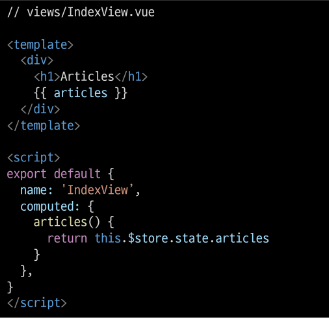 // views/IndexView.vue
<template>
<div>
<h1>Articles</h1>
{{ articles }}
</div>
</template>
<script>
export default {
name: 'IndexView',
computed: {
articles() {
return this.$store.state.articles
}
},
}
</script>